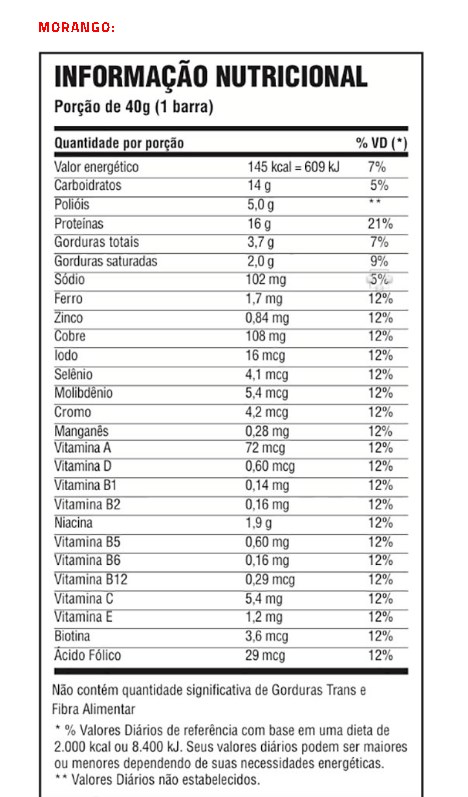 MORANGO:
INFORMAÇÃO NUTRICIONAL
Porção de 40g (1 barra)
Quantidade por porção % VD (*)
Valor energético 145 kcal = 609 kJ 7%
Carboidratos 14 g 5%
Polióis 5,0 g **
Proteínas 16 g 21%
Gorduras totais 3,7 g 7%
Gorduras saturadas 2,0 g 9%
Sódio 102 mg 5%
Ferro 1,7 mg 12%
Zinco 0,84 mg 12%
Cobre 108 mg 12%
Iodo 16 mcg 12%
Selênio 4,1 mcg 12%
Molibdênio 5,4 mcg 12%
Cromo 4,2 mcg 12%
Manganês 0,28 mg 12%
Vitamina A 72 mcg 12%
Vitamina D 0,60 mcg 12%
Vitamina B1 0,14 mg 12%
Vitamina B2 0,16 mg 12%
Niacina 1,9 g 12%
Vitamina B5 0,60 mg 12%
Vitamina B6 0,16 mg 12%
Vitamina B12 0,29 mcg 12%
Vitamina C 5,4 mg 12%
Vitamina E 1,2 mg 12%
Biotina 3,6 mcg 12%
Ácido Fólico 29 mcg 12%
Não contém quantidade significativa de Gorduras Trans e
Fibra Alimentar
* % Valores Diários de referência com base em uma dieta de
2.000 kcal ou 8.400 kJ. Seus valores diários podem ser maiores
ou menores dependendo de suas necessidades energéticas.
** Valores Diários não estabelecidos.